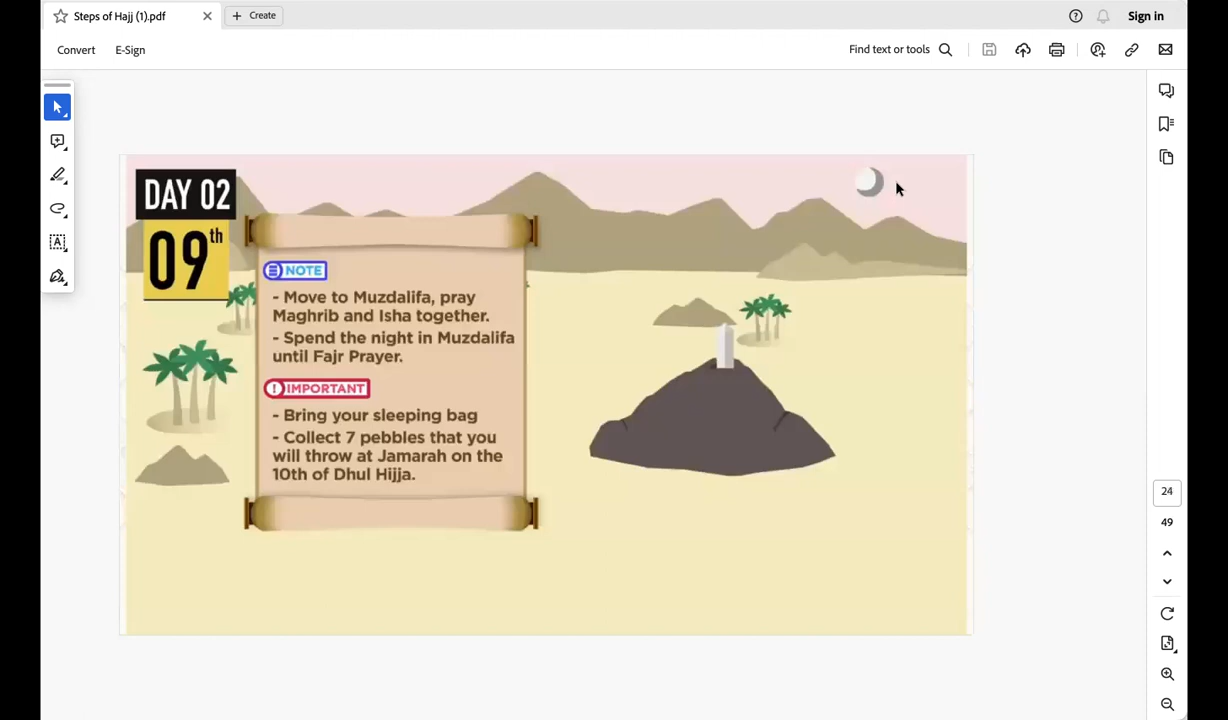 Steps of Hajj (1).pdf
Create
Sign in
Convert
E-Sign
Find text or tools
DAY 02
09th
NOTE
- Move to Muzdalifa, pray
Maghrib and Isha together.
- Spend the night in Muzdalifa
until Fajr Prayer.
IMPORTANT
- Bring your sleeping bag
- Collect 7 pebbles that you
will throw at Jamarah on the
10th of Dhul Hijja.
24
49